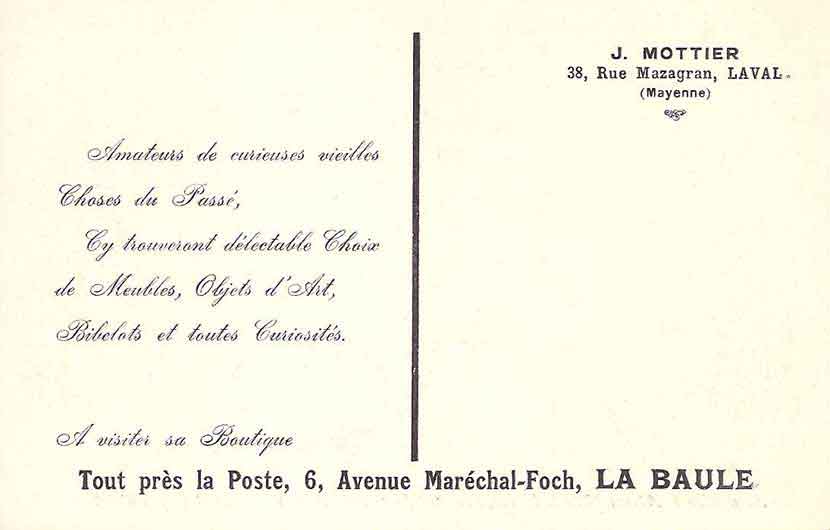 J. MOTTIER
38, Rue Mazagran, LAVAL.
(Mayenne)
Amateurs de curieuses vieilles
Choses du Passé,
Cy trouveront délectable Choix
de Meubles, Objets d'Art,
Bibelots et toutes Curiosités.
A visiter sa Boutique
Tout près la Poste, 6, Avenue Maréchal-Foch, LA BAULE